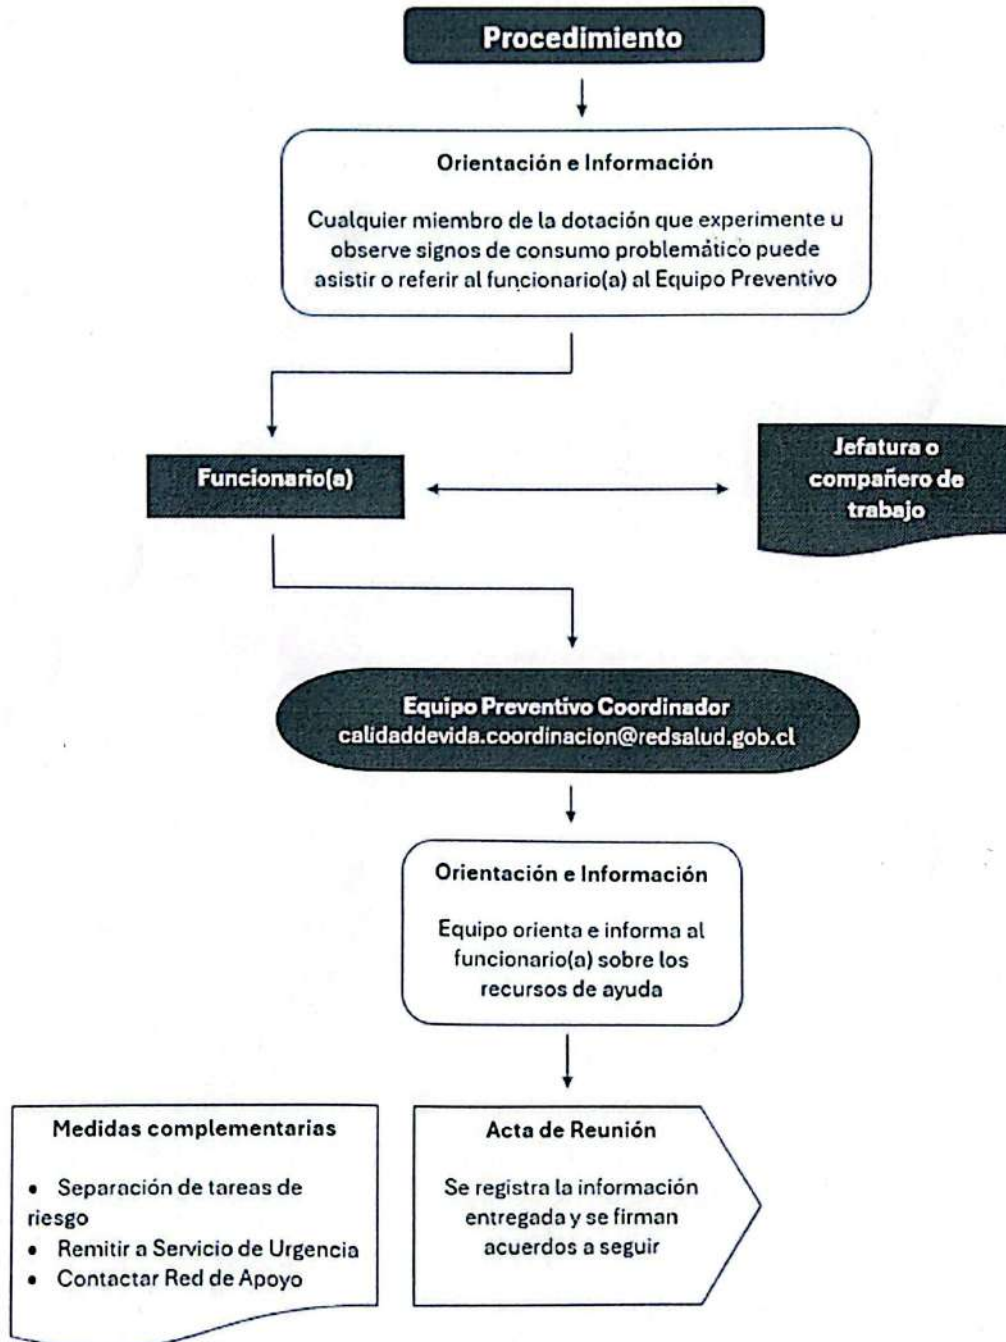 Procedimiento
Orientación e Información
Cualquier miembro de la dotación que experimente u
observe signos de consumo problemático puede
asistir o referir al funcionario(a) al Equipo Preventivo
Funcionario(a)
Jefatura o
compañero de
trabajo
Equipo Preventivo Coordinador
calidaddevida.coordinacion@redsalud.gob.cl
Orientación e Información
Equipo orienta e informa al
funcionario(a) sobre los
recursos de ayuda
Medidas complementarias
• Separación de tareas de
riesgo
• Remitir a Servicio de Urgencia
• Contactar Red de Apoyo
Acta de Reunión
Se registra la información
entregada y se firman
acuerdos a seguir